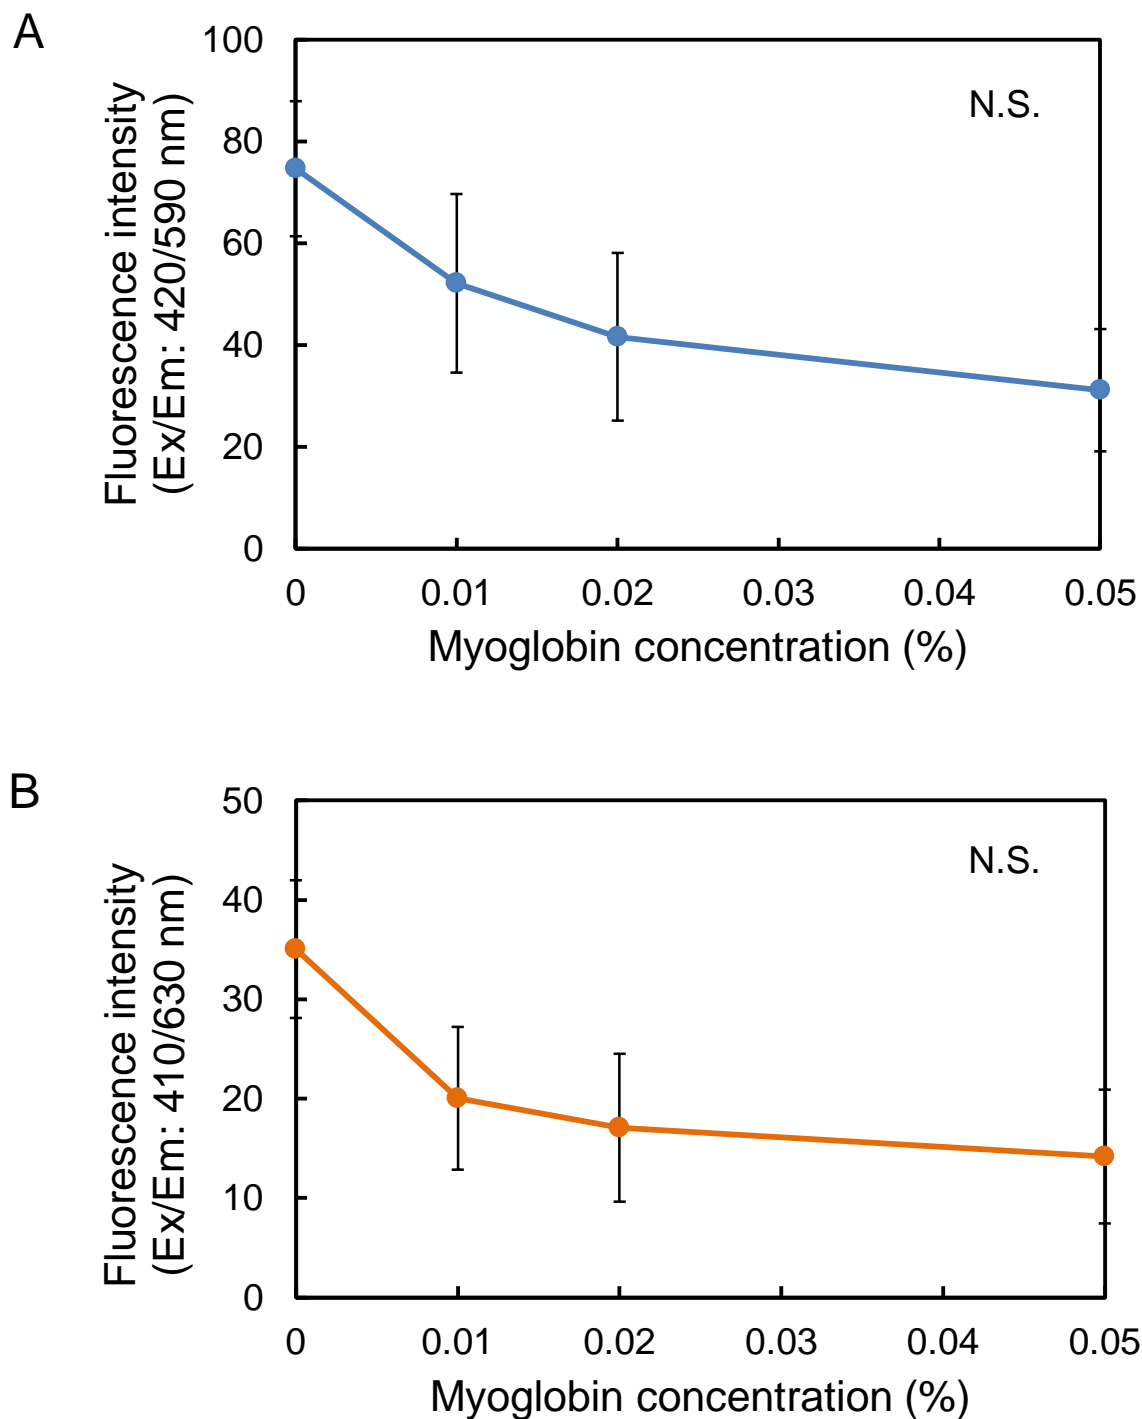 A
Fluorescence intensity
(Ex/Em: 420/590 nm)
100
80
60
40
20
0
N.S.
0 0.01 0.02 0.03 0.04 0.05
Myoglobin concentration (%)
B
Fluorescence intensity
(Ex/Em: 410/630 nm)
50
40
30
20
10
0
N.S.
0 0.01 0.02 0.03 0.04 0.05
Myoglobin concentration (%)